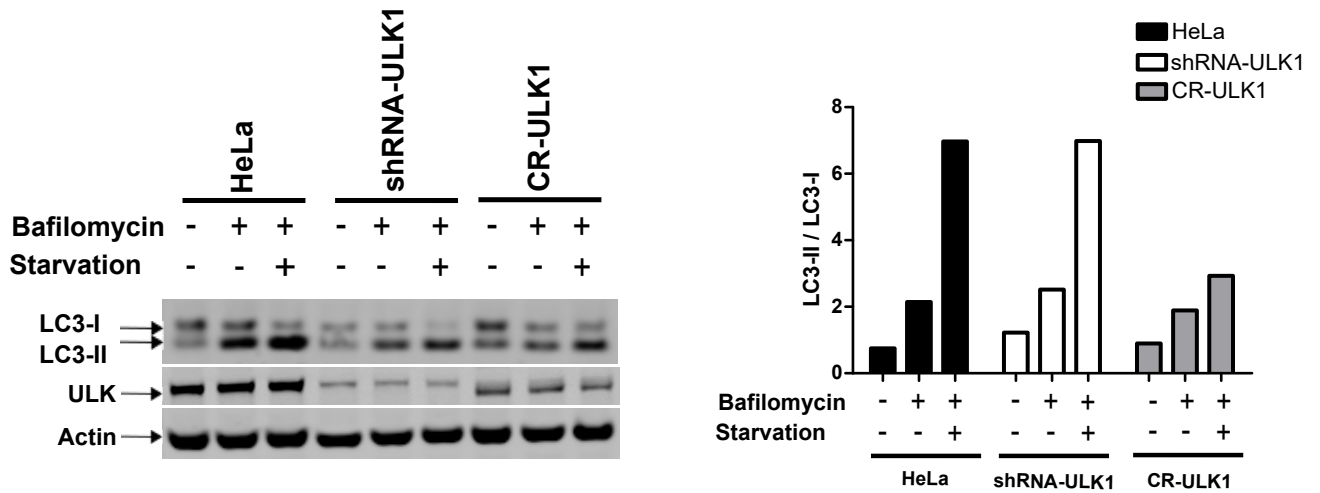 HeLa
shRNA-ULK1
CR-ULK1
Bafilomycin - + + - + + - + +
Starvation - - + - - + - - +
LC3-I
LC3-II
ULK
Actin
HeLa
shRNA-ULK1
CR-ULK1
LC3-II / LC3-I
8
6
4
2
0
Bafilomycin - + + - + + - + +
Starvation - - + - - + - - +
HeLa shRNA-ULK1 CR-ULK1